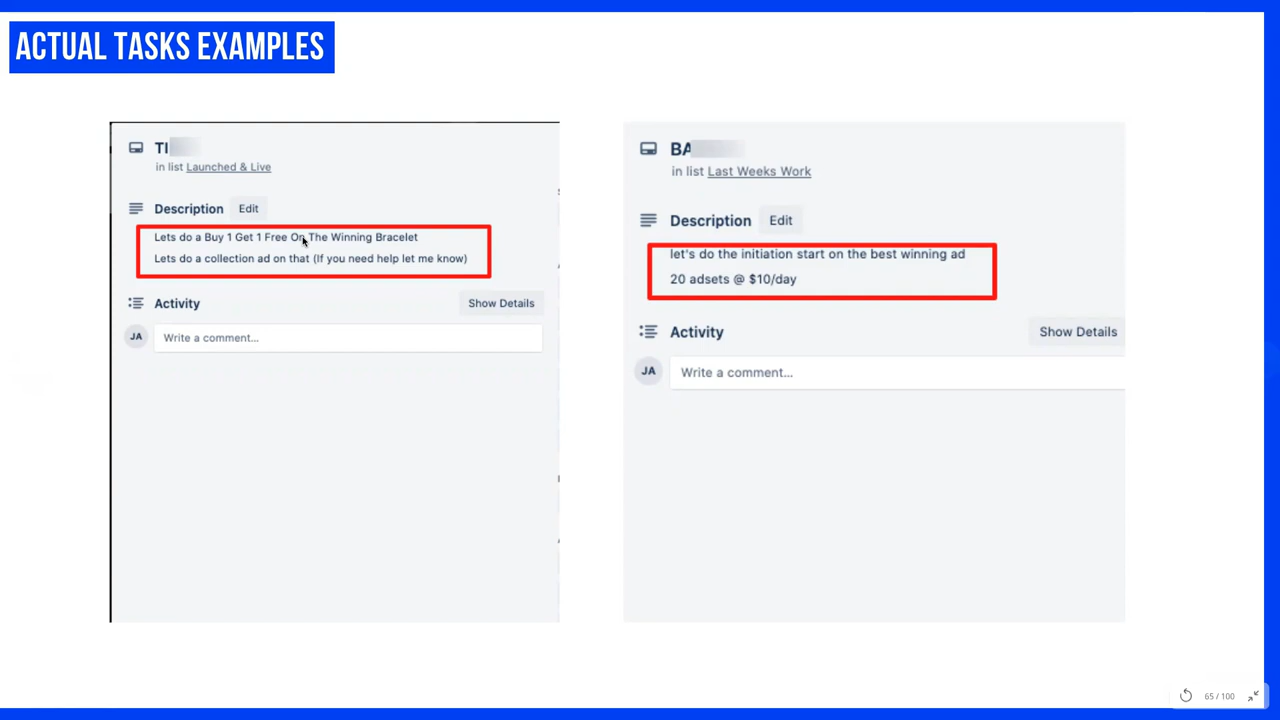 ACTUAL TASKS EXAMPLES
TI
in list Launched & Live
Description Edit
Lets do a Buy 1 Get 1 Free On The Winning Bracelet
Lets do a collection ad on that (If you need help let me know)
Activity Show Details
JA Write a comment...
BA
in list Last Weeks Work
Description Edit
let's do the initiation start on the best winning ad
20 adsets @ $10/day
Activity Show Details
JA Write a comment...
65 / 100